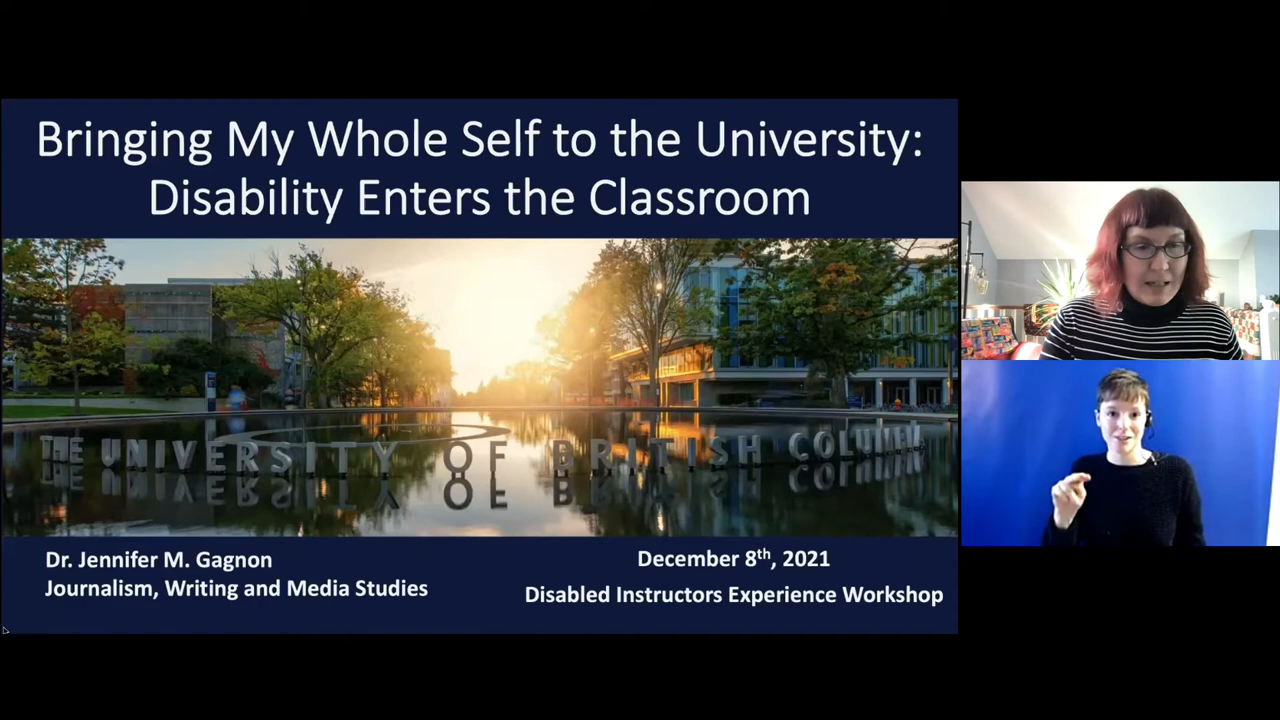 Bringing My Whole Self to the University:
Disability Enters the Classroom
THE UNIVERSITY OF BRITISH COLUMBIA
Dr. Jennifer M. Gagnon
Journalism, Writing and Media Studies
December 8th, 2021
Disabled Instructors Experience Workshop